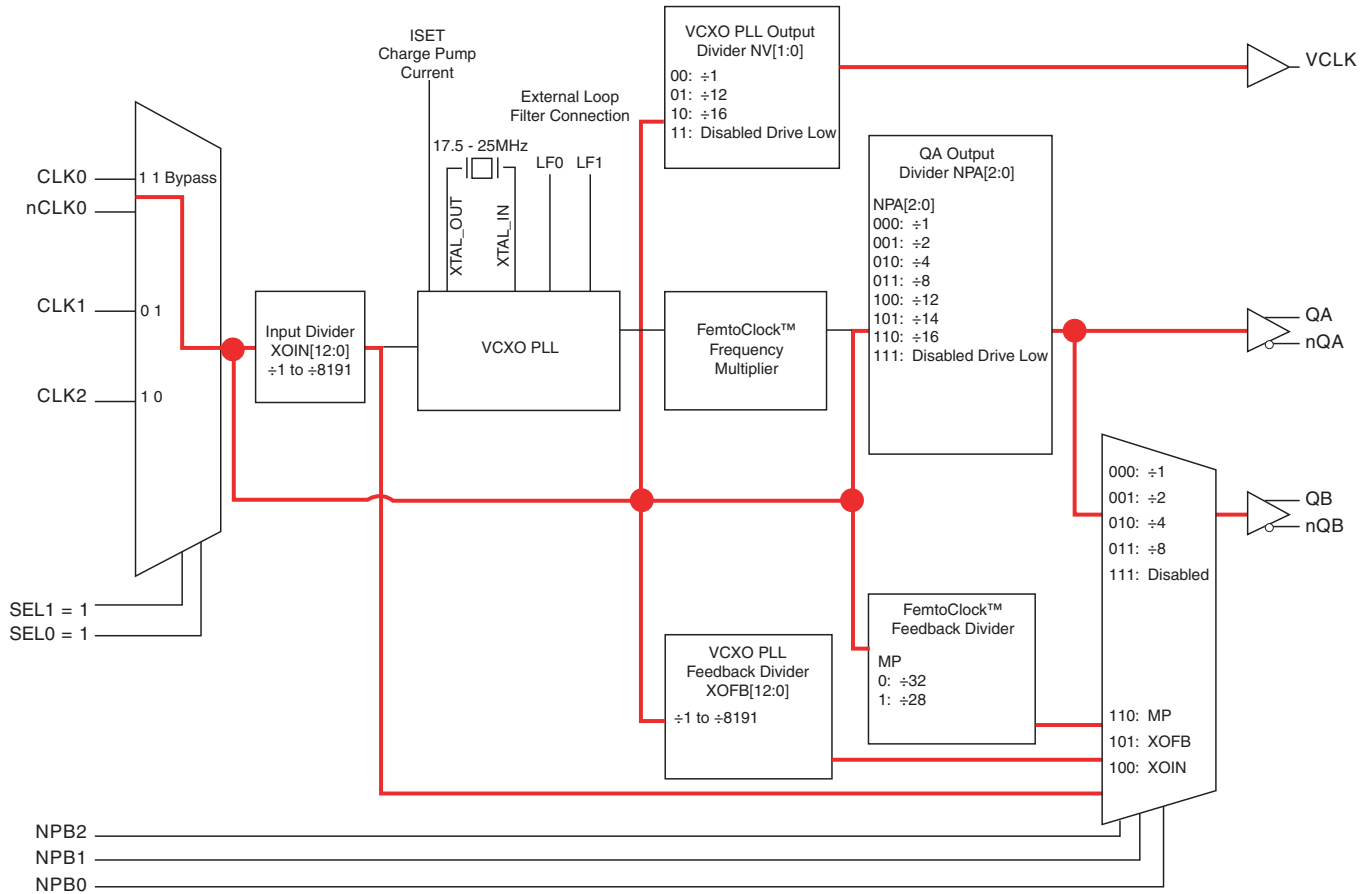 ISET
Charge Pump
Current
External Loop
Filter Connection
17.5 - 25MHz
LF0
LF1
XTAL_OUT
XTAL_IN
VCXO PLL Output
Divider NV[1:0]
00: ÷1
01: ÷12
10: ÷16
11: Disabled Drive Low
VCLK
CLK0
nCLK0
CLK1
CLK2
1 1 Bypass
0 1
1 0
Input Divider
XOIN[12:0]
÷1 to ÷8191
VCXO PLL
FemtoClock™
Frequency
Multiplier
QA Output
Divider NPA[2:0]
NPA[2:0]
000: ÷1
001: ÷2
010: ÷4
011: ÷8
100: ÷12
101: ÷14
110: ÷16
111: Disabled Drive Low
QA
nQA
000: ÷1
001: ÷2
010: ÷4
011: ÷8
111: Disabled
110: MP
101: XOFB
100: XOIN
QB
nQB
SEL1 = 1
SEL0 = 1
VCXO PLL
Feedback Divider
XOFB[12:0]
÷1 to ÷8191
FemtoClock™
Feedback Divider
MP
0: ÷32
1: ÷28
NPB2
NPB1
NPB0